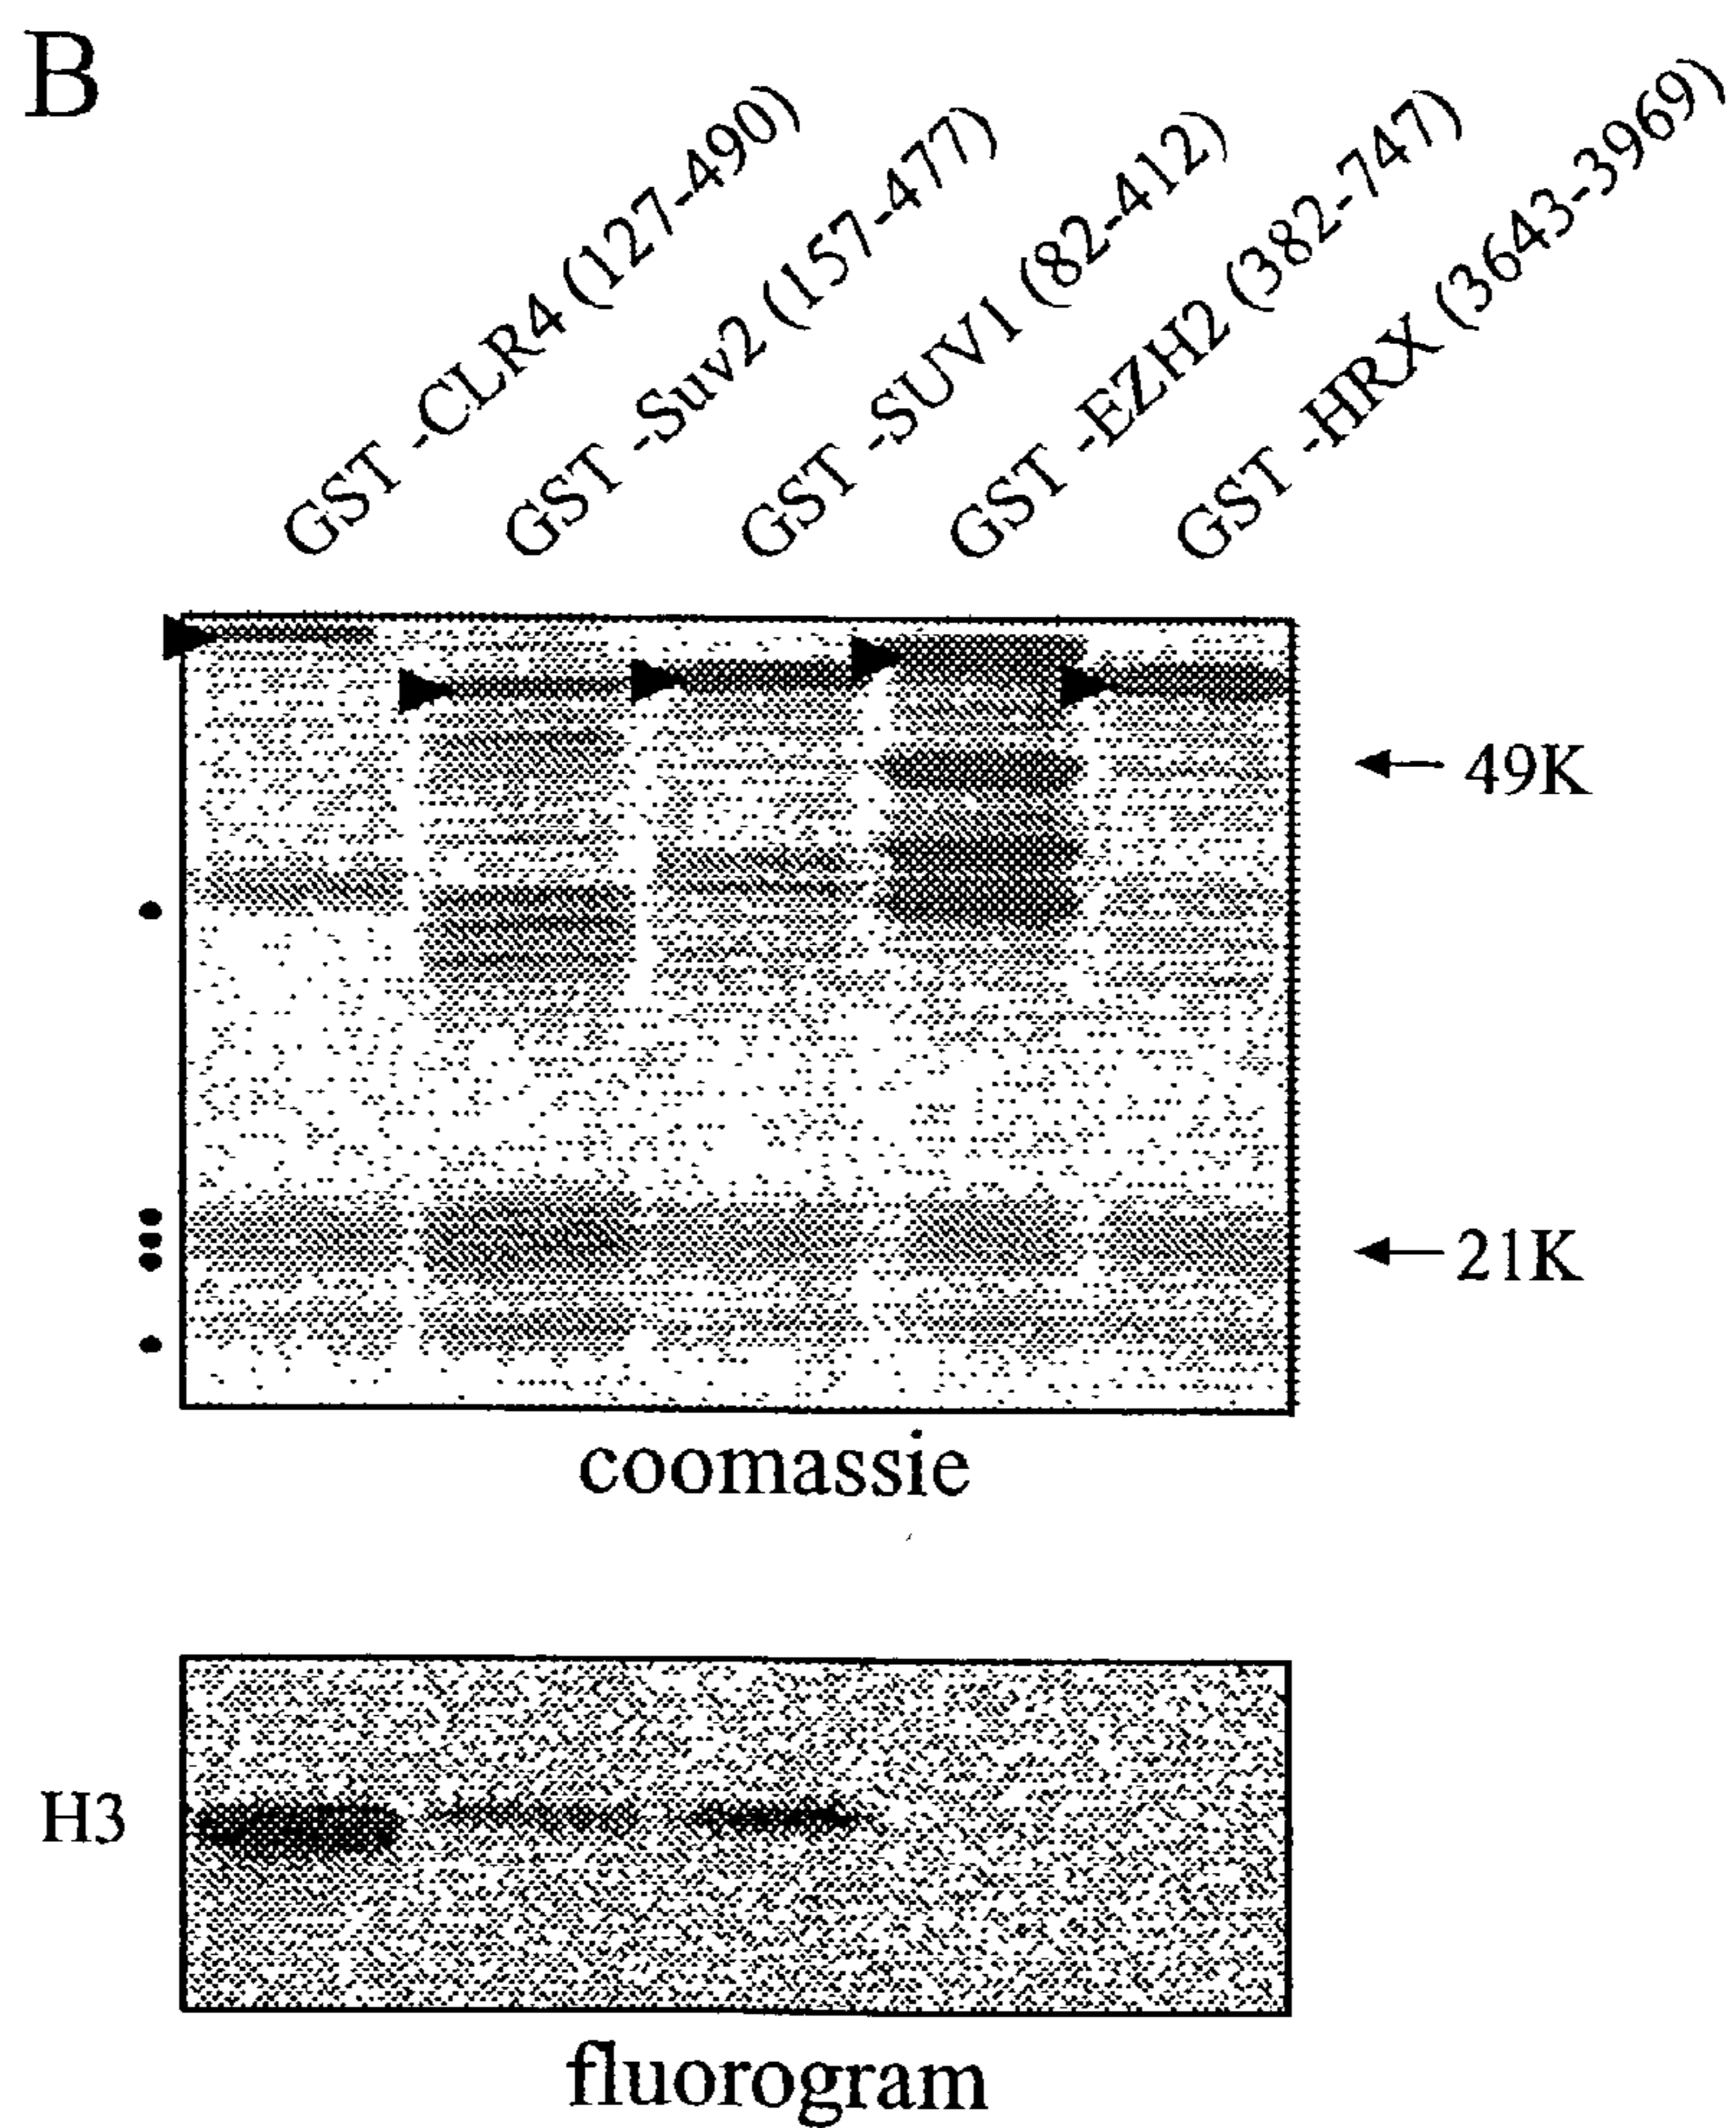 B
GST -CLR4 (127-490)
GST -Suv2 (157-477)
GST -SUV1 (82-412)
GST -EZH2 (382-747)
GST -HRX (3643-3969)
49K
21K
coomassie
H3
fluorogram